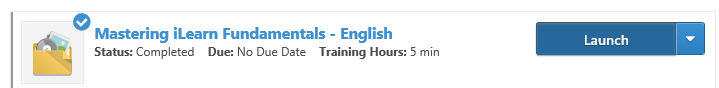 Mastering iLearn Fundamentals - English
Status: Completed Due: No Due Date Training Hours: 5 min
Launch